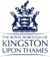 THE ROYAL BOROUGH OF
KINGSTON
UPON THAMES